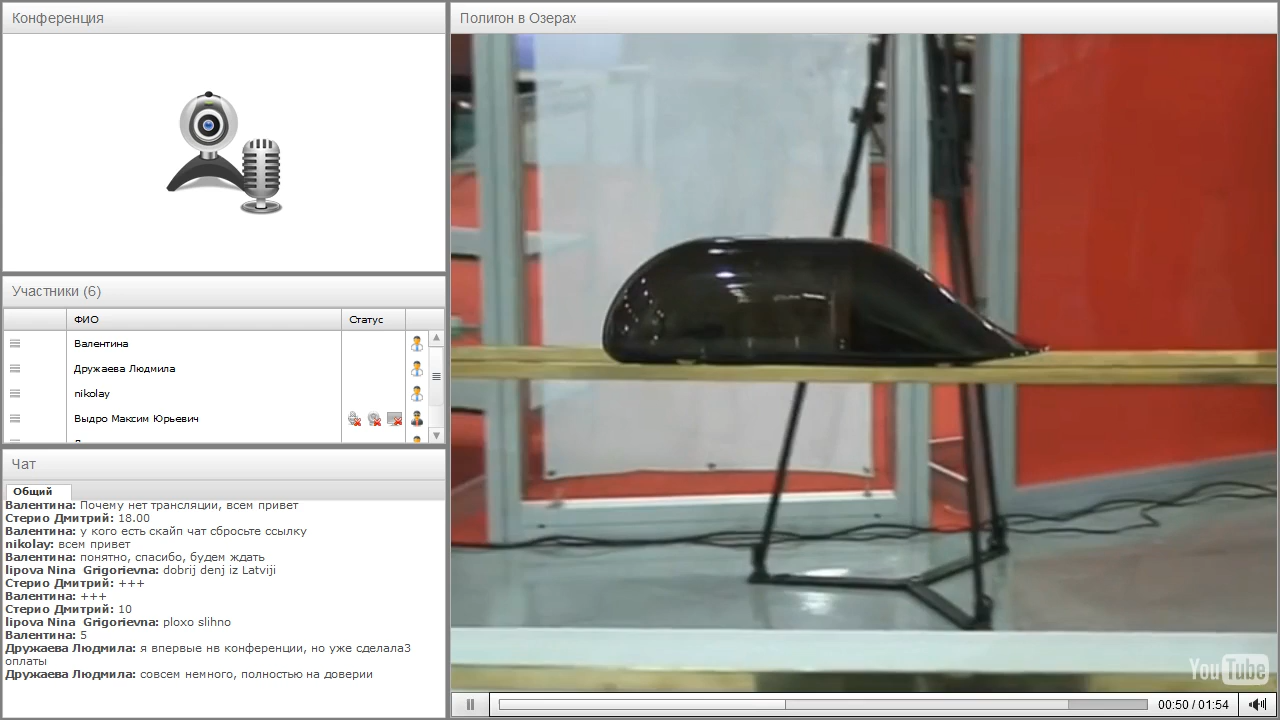 Конференция
Полигон в Озерах
Участники (6)
ФИО Статус
Валентина
Дружаева Людмила
nikolay
Выдро Максим Юрьевич
Чат
Общий
Валентина: Почему нет трансляции, всем привет
Стерио Дмитрий: 18.00
Валентина: у кого есть скайп чат сбросьте ссылку
nikolay: всем привет
Валентина: понятно, спасибо, будем ждать
lipova Nina Grigorievna: dobrij denj iz Latviji
Стерио Дмитрий: +++
Валентина: +++
Стерио Дмитрий: 10
lipova Nina Grigorievna: ploxo slihno
Валентина: 5
Дружаева Людмила: я впервые нв конференции, но уже сделала3
оплаты
Дружаева Людмила: совсем немного, полностью на доверии
YouTube
00:50 / 01:54